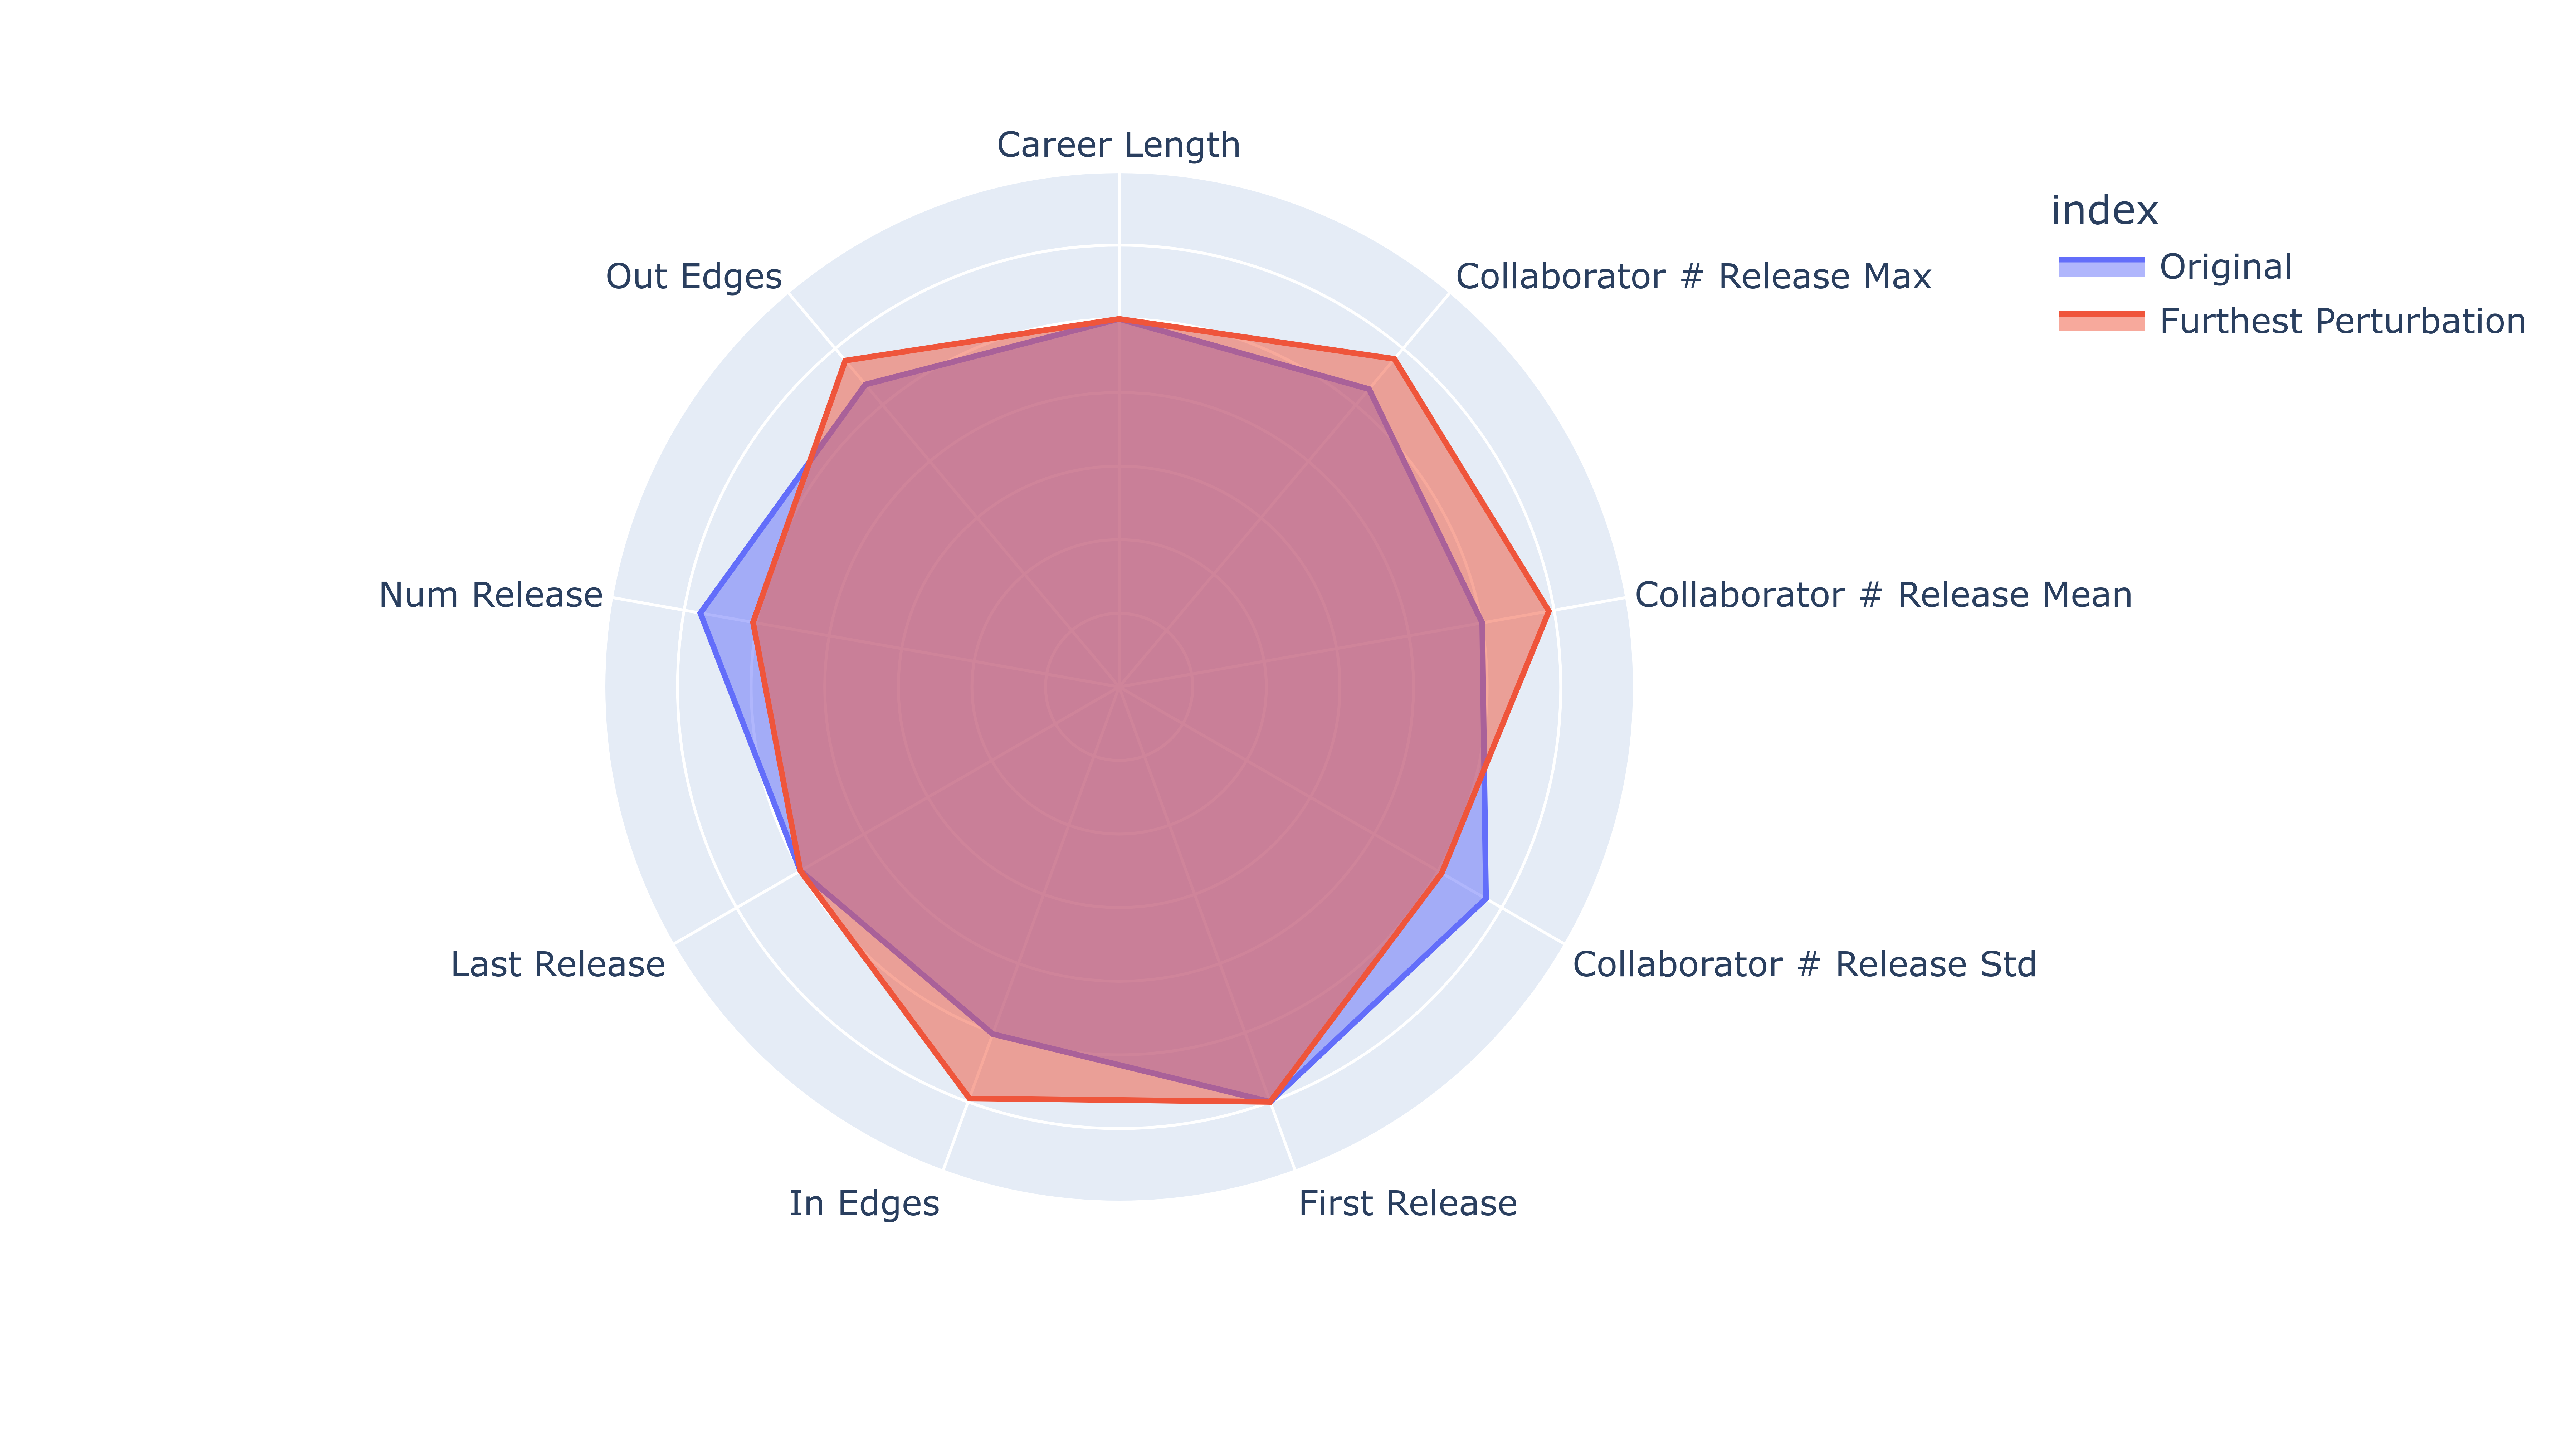 Career Length
Out Edges
Collaborator # Release Max
index
Original
Furthest Perturbation
Num Release
Collaborator # Release Mean
Last Release
Collaborator # Release Std
In Edges
First Release